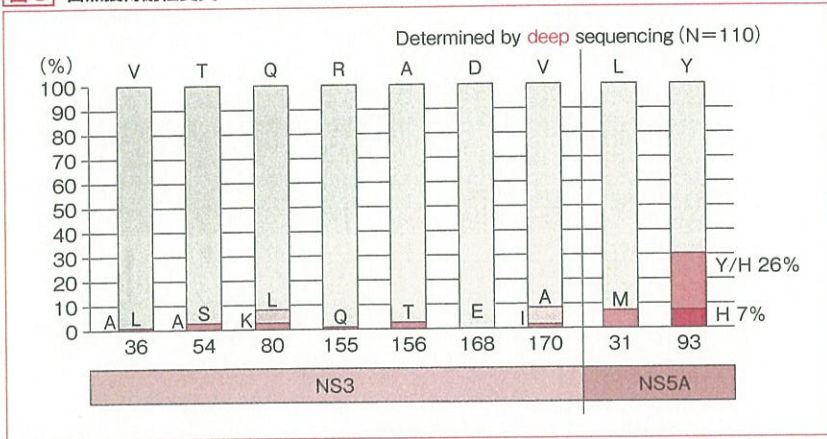 Determined by deep sequencing (N=110)
(%) V T Q R A D V L Y
100
90
80
70
60
50
40
30
20
10
0
Y/H 26%
H 7%
A L A S K L Q T E I A M
36 54 80 155 156 168 170 31 93
NS3 NS5A